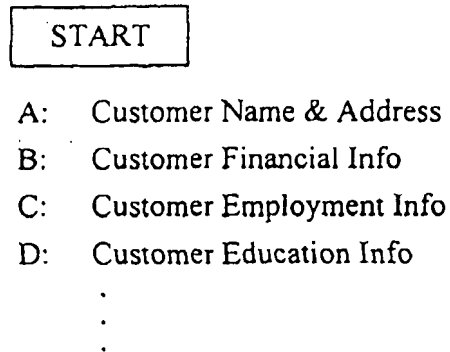 START
A: Customer Name & Address
B: Customer Financial Info
C: Customer Employment Info
D: Customer Education Info
.
.
.